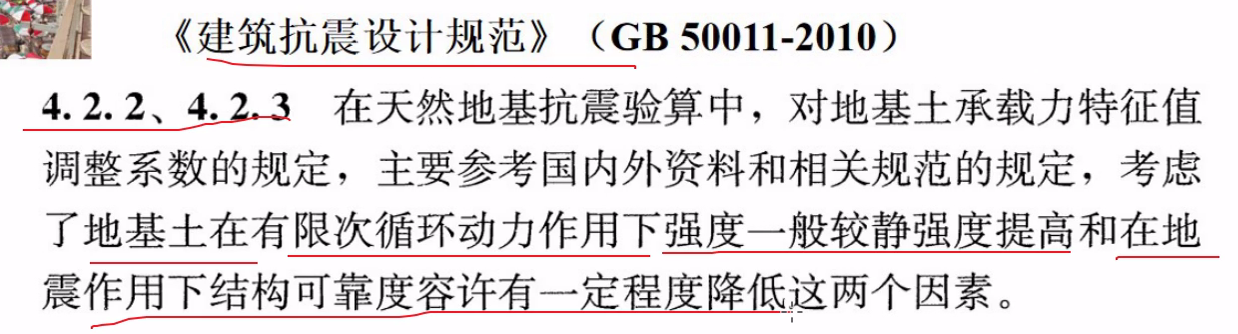 《建筑抗震设计规范》（GB 50011-2010）
4.2.2、4.2.3 在天然地基抗震验算中，对地基土承载力特征值
调整系数的规定，主要参考国内外资料和相关规范的规定，考虑
了地基土在有限次循环动力作用下强度一般较静强度提高和在地
震作用下结构可靠度容许有一定程度降低这两个因素。